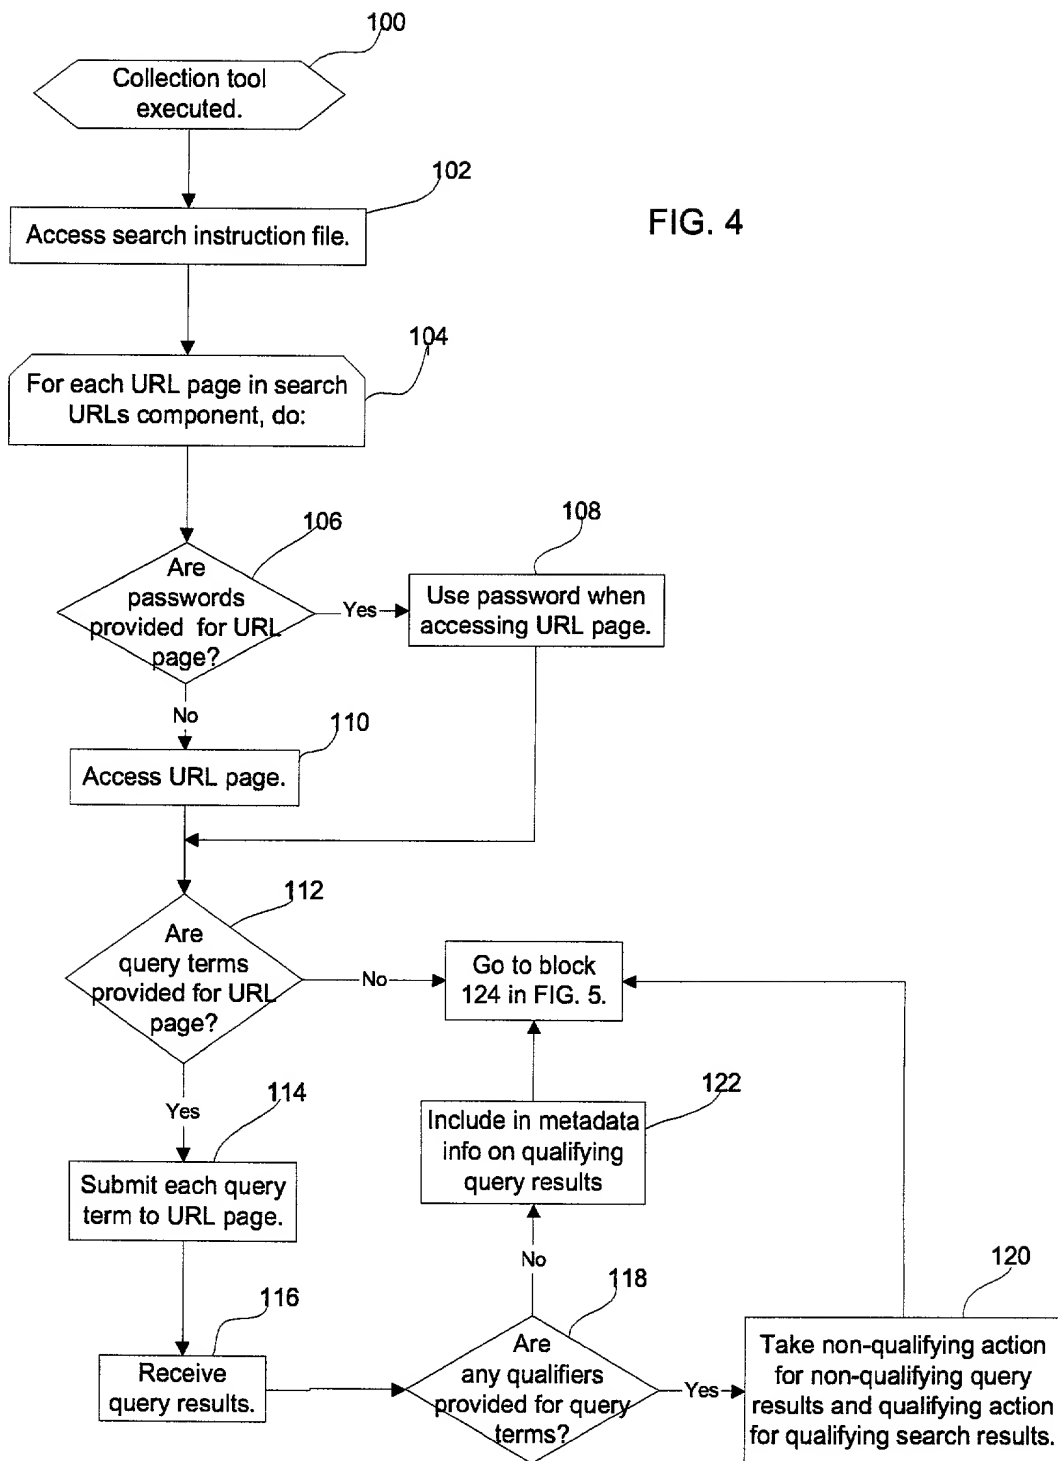 100
Collection tool
executed.
102
Access search instruction file.
FIG. 4
104
For each URL page in search
URLs component, do:
106
Are
passwords
provided for URL
page?
Yes
108
Use password when
accessing URL page.
No
110
Access URL page.
112
Are
query terms
provided for URL
page?
No
Go to block
124 in FIG. 5.
Yes
114
Submit each query
term to URL page.
116
Receive
query results.
118
Are
any qualifiers
provided for query
terms?
No
122
Include in metadata
info on qualifying
query results
Yes
120
Take non-qualifying action
for non-qualifying query
results and qualifying action
for qualifying search results.